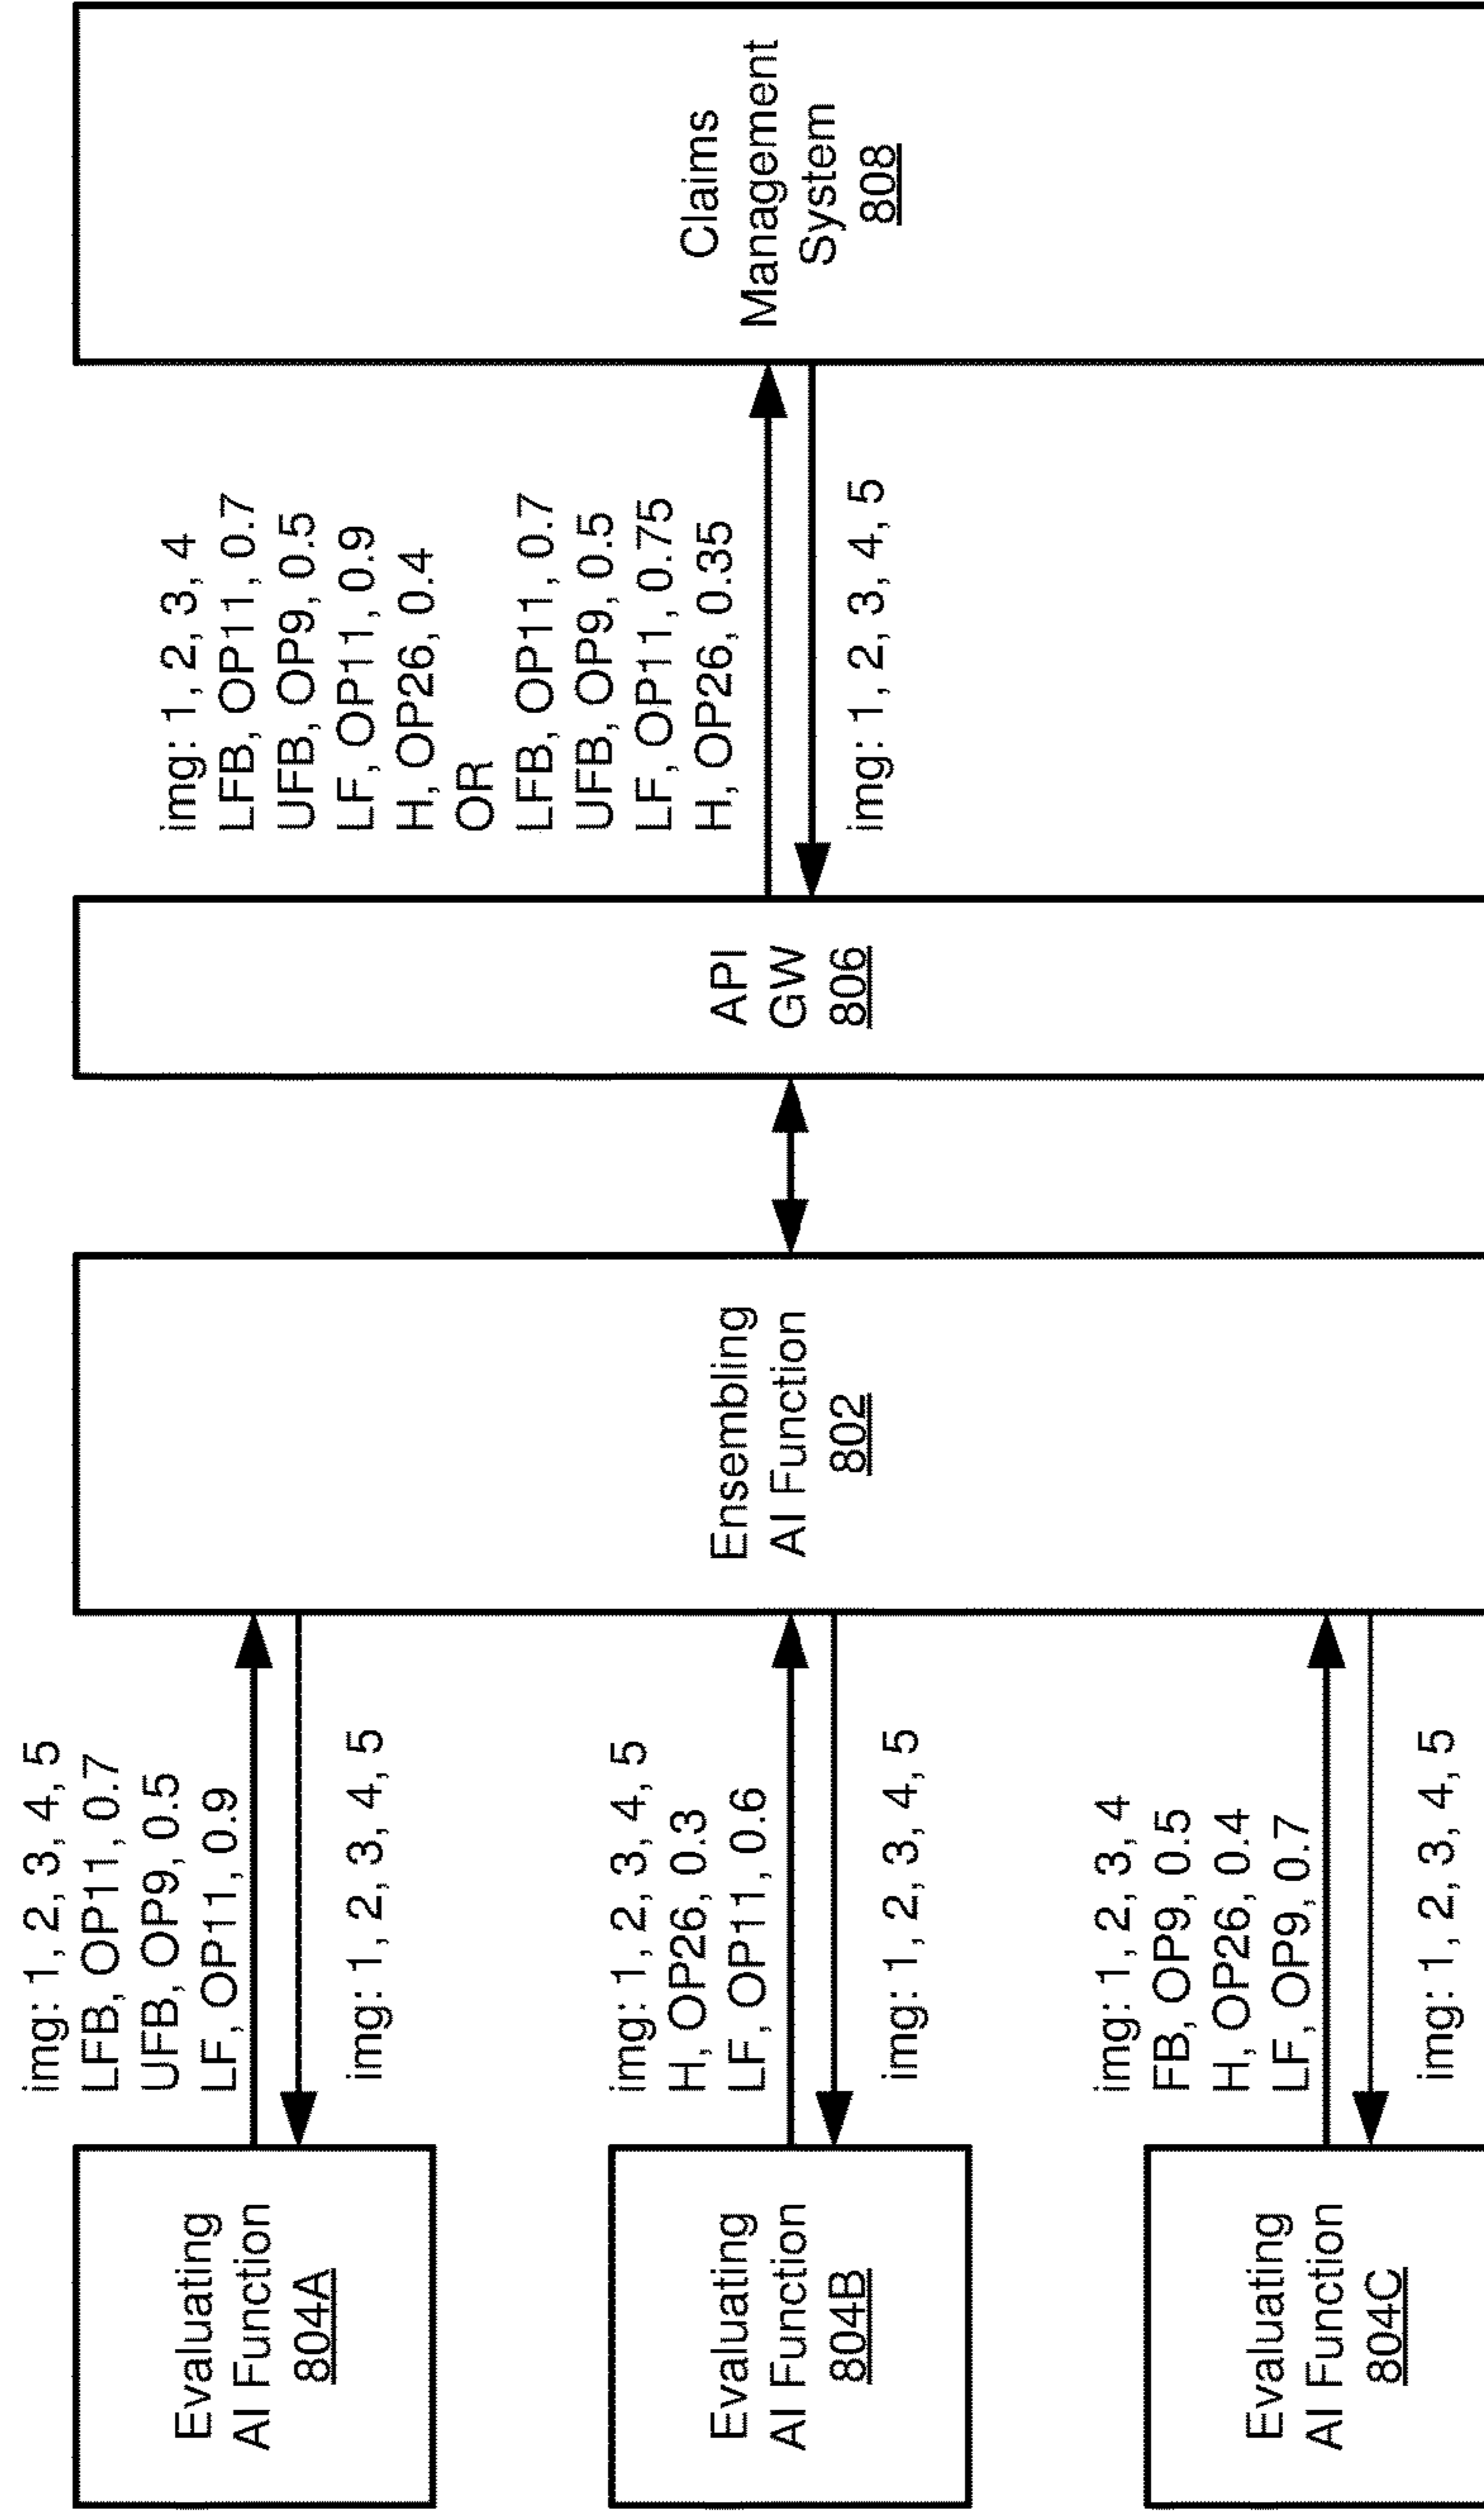 Evaluating
AI Function
804A
img: 1, 2, 3, 4, 5
LFB, OP11, 0.7
UFB, OP9, 0.5
LF, OP11, 0.9
img: 1, 2, 3, 4, 5
Evaluating
AI Function
804B
img: 1, 2, 3, 4, 5
H, OP26, 0.3
LF, OP11, 0.6
img: 1, 2, 3, 4, 5
Evaluating
AI Function
804C
img: 1, 2, 3, 4
FB, OP9, 0.5
H, OP26, 0.4
LF, OP9, 0.7
img: 1, 2, 3, 4, 5
Ensembling
AI Function
802
API
GW
806
img: 1, 2, 3, 4
LFB, OP11, 0.7
UFB, OP9, 0.5
LF, OP11, 0.9
H, OP26, 0.4
OR
LFB, OP11, 0.7
UFB, OP9, 0.5
LF, OP11, 0.75
H, OP26, 0.35
img: 1, 2, 3, 4, 5
Claims
Management
System
808